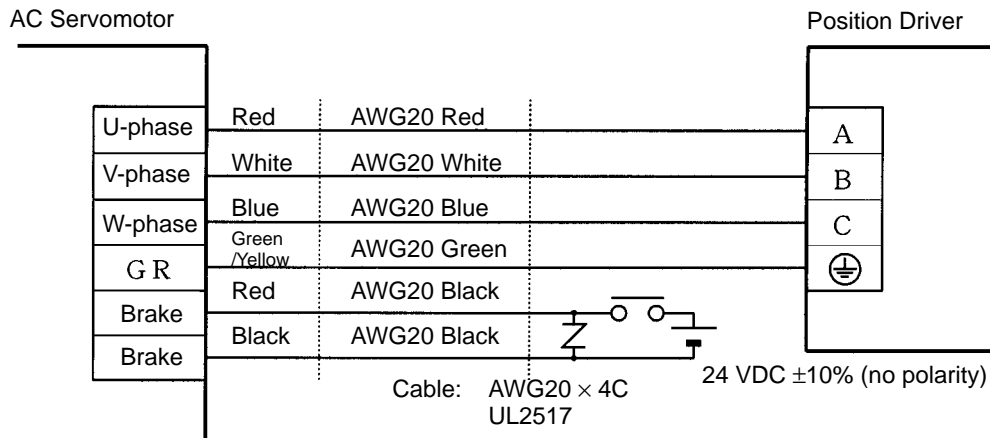 AC Servomotor
Position Driver
U-phase Red AWG20 Red A
V-phase White AWG20 White B
W-phase Blue AWG20 Blue C
GR Green /Yellow AWG20 Green
Brake Red AWG20 Black
Brake Black AWG20 Black
24 VDC ±10% (no polarity)
Cable: AWG20 × 4C
UL2517